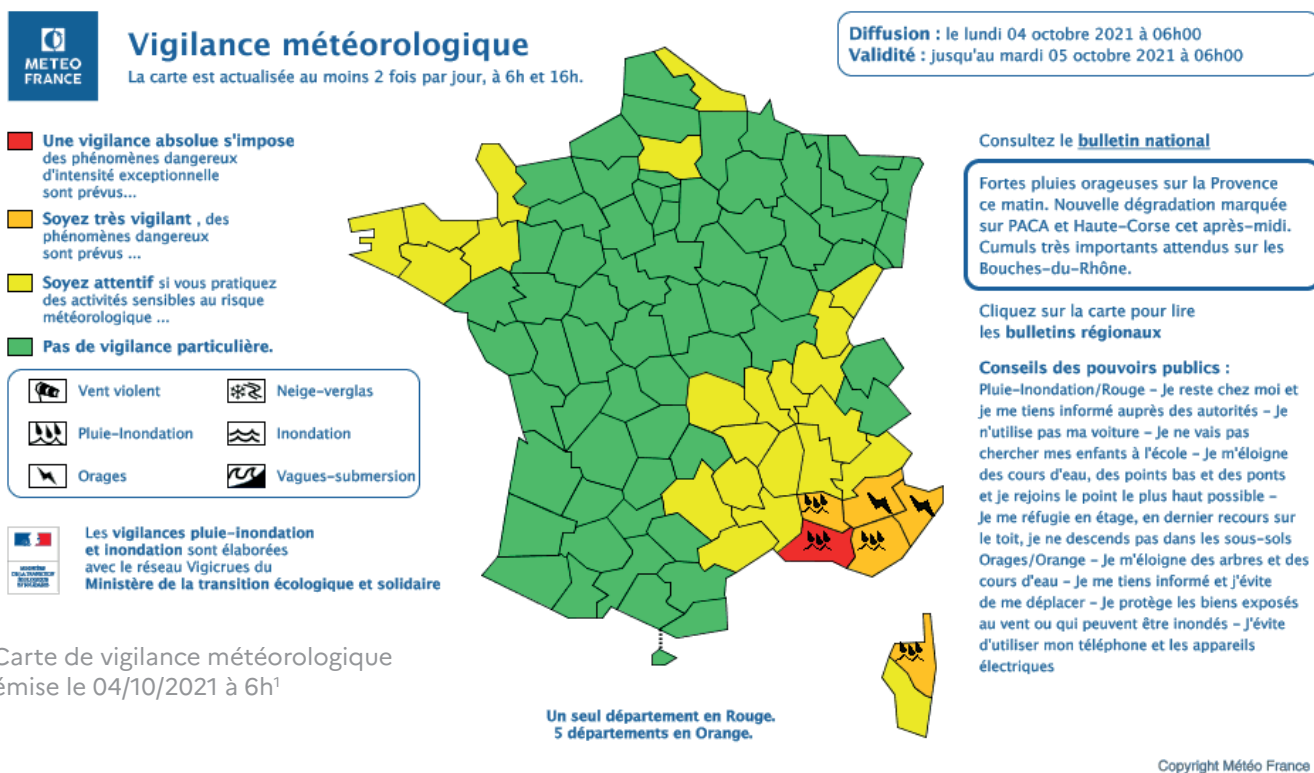 METEO
FRANCE
Vigilance météorologique
La carte est actualisée au moins 2 fois par jour, à 6h et 16h.
Diffusion : le lundi 04 octobre 2021 à 06h00
Validité : jusqu'au mardi 05 octobre 2021 à 06h00
Une vigilance absolue s'impose
des phénomènes dangereux
d'intensité exceptionnelle
sont prévus...
Soyez très vigilant , des
phénomènes dangereux
sont prévus ...
Soyez attentif si vous pratiquez
des activités sensibles au risque
météorologique ...
Pas de vigilance particulière.
Vent violent
Neige-verglas
Pluie-Inondation
Inondation
Orages
Vagues-submersion
Les vigilances pluie-inondation
et inondation sont élaborées
avec le réseau Vigicrues du
Ministère de la transition écologique et solidaire
Carte de vigilance météorologique
émise le 04/10/2021 à 6h¹
Consultez le bulletin national
Fortes pluies orageuses sur la Provence
ce matin. Nouvelle dégradation marquée
sur PACA et Haute-Corse cet après-midi.
Cumuls très importants attendus sur les
Bouches-du-Rhône.
Cliquez sur la carte pour lire
les bulletins régionaux
Conseils des pouvoirs publics :
Pluie-Inondation/Rouge – Je reste chez moi et
je me tiens informé auprès des autorités – Je
n'utilise pas ma voiture – Je ne vais pas
chercher mes enfants à l'école – Je m'éloigne
des cours d'eau, des points bas et des ponts
et je rejoins le point le plus haut possible –
Je me réfugie en étage, en dernier recours sur
le toit, je ne descends pas dans les sous-sols
Orages/Orange – Je m'éloigne des arbres et des
cours d'eau – Je me tiens informé et j'évite
de me déplacer – Je protège les biens exposés
au vent ou qui peuvent être inondés – J'évite
d'utiliser mon téléphone et les appareils
électriques
Un seul département en Rouge.
5 départements en Orange.
Copyright Météo France